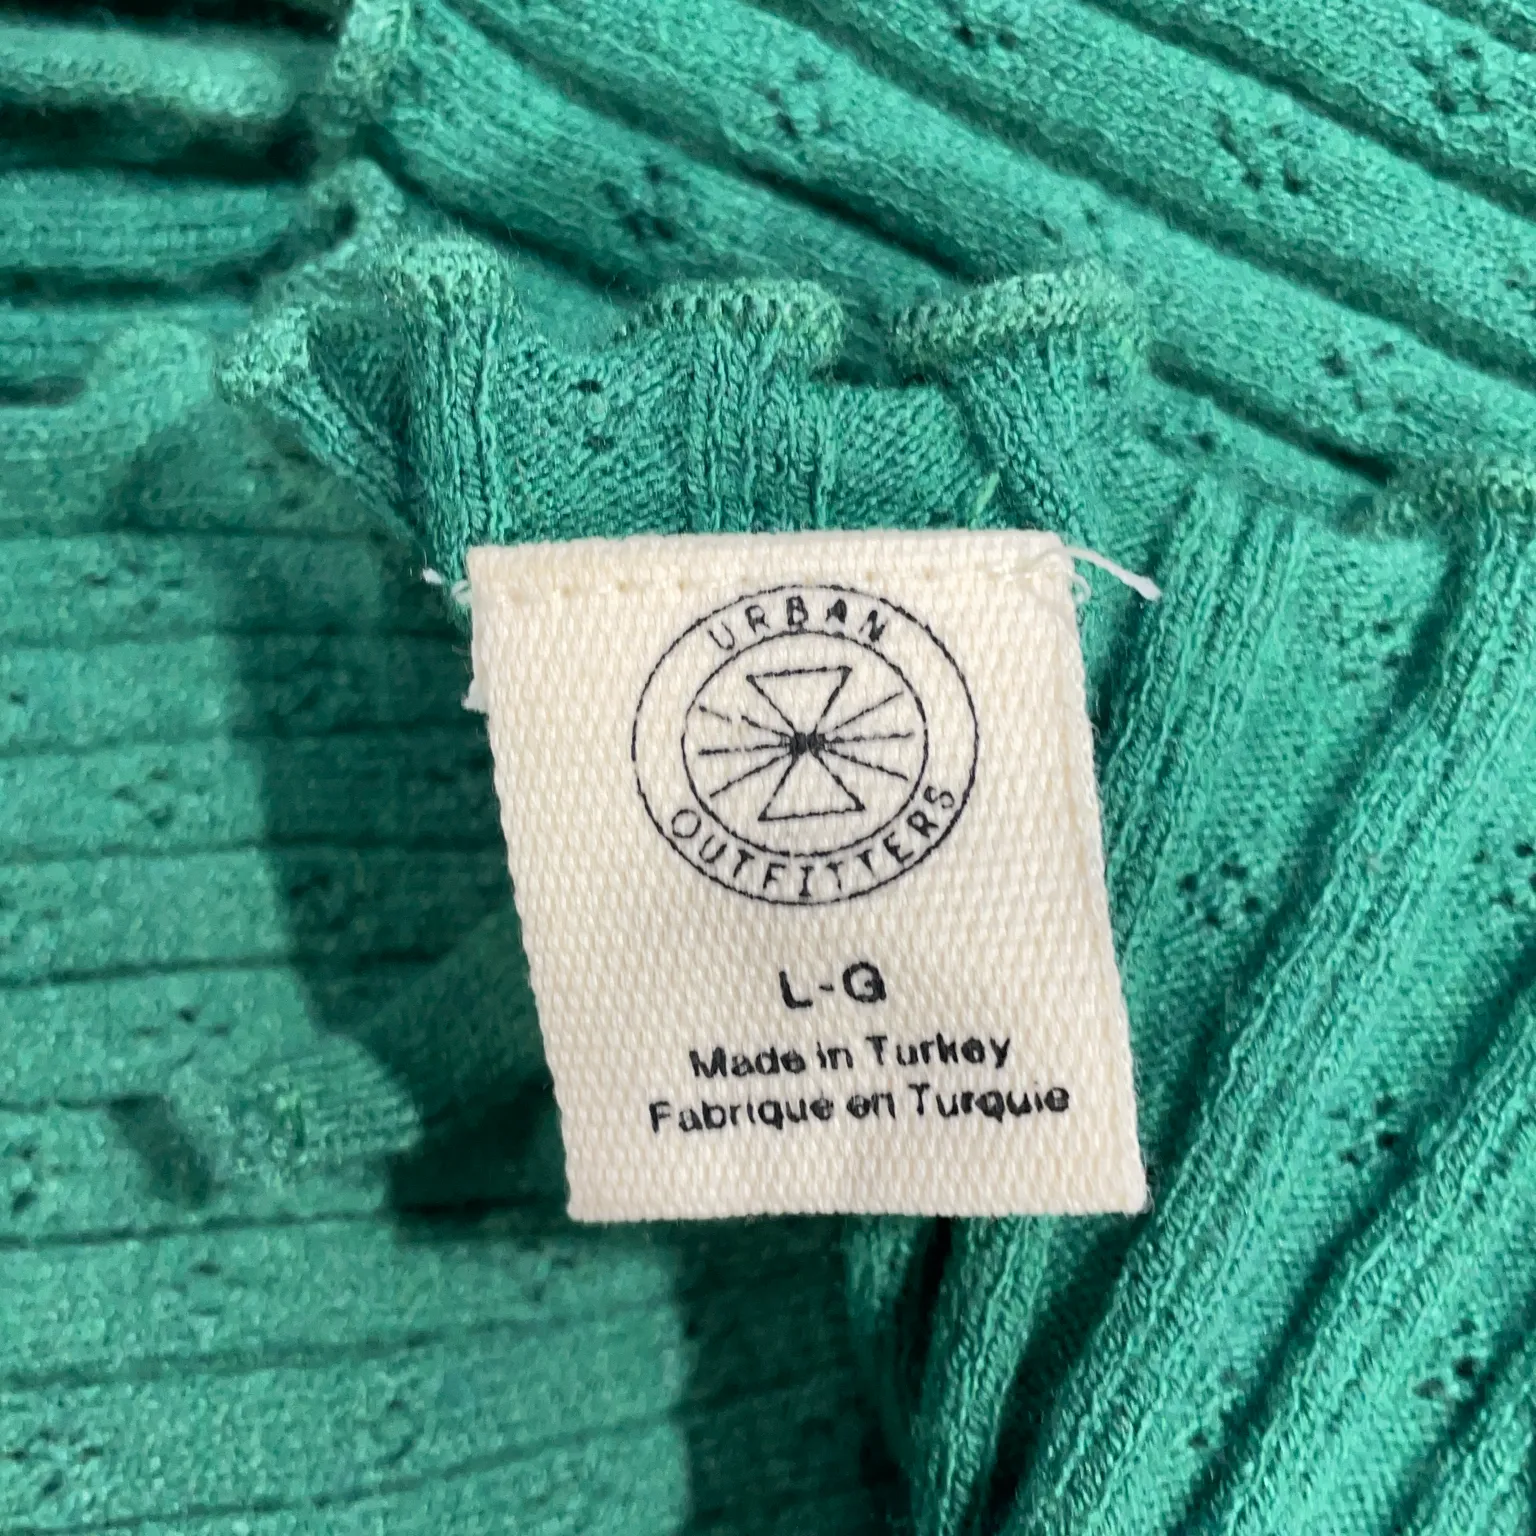 URBAN
OUTFITTERS
L-G
Made in Turkey
Fabrique en Turquie